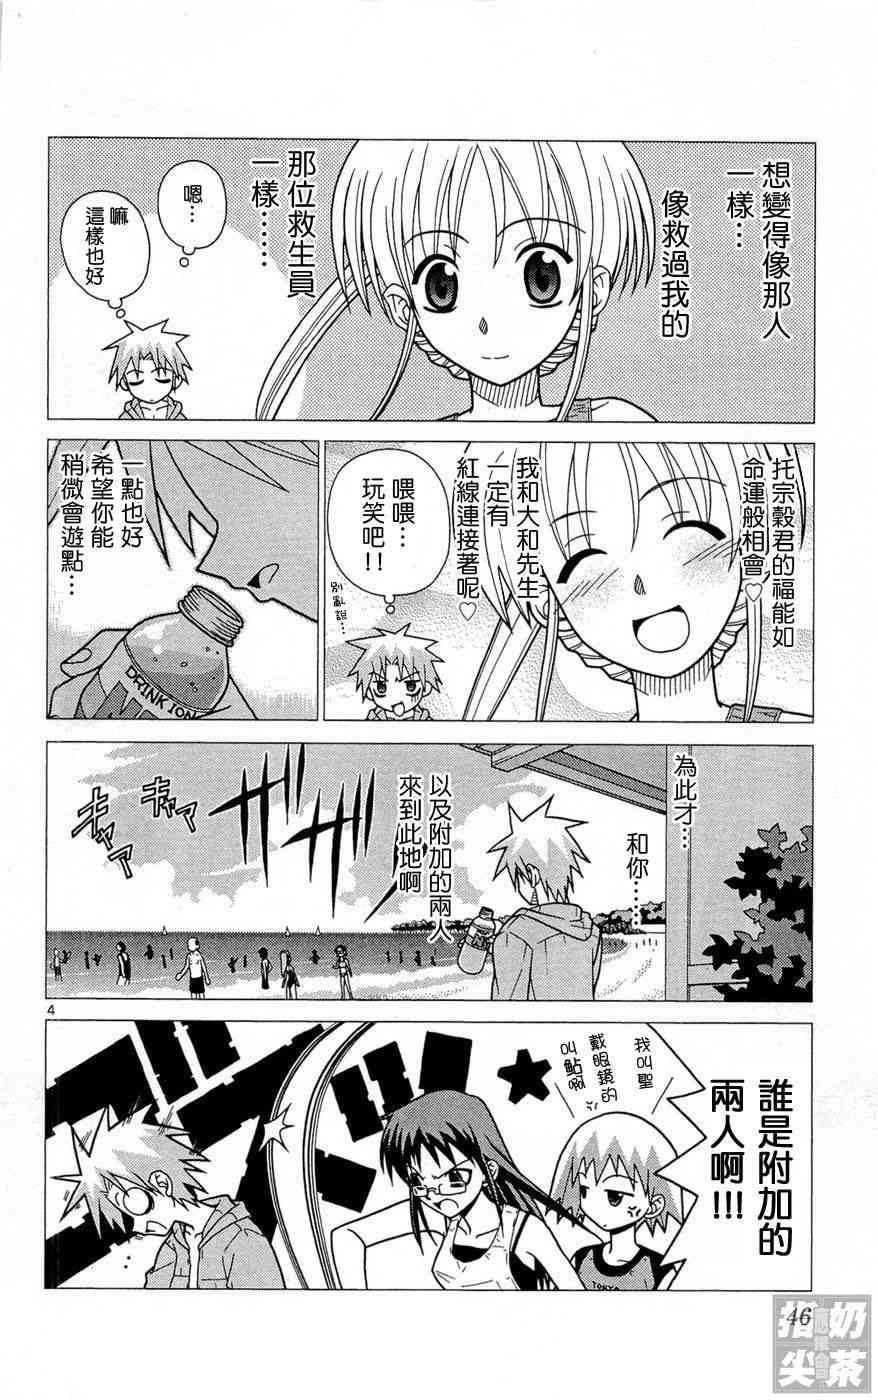 想變得像那人
一樣…
像救過我的
那位救生員
一樣……
嗯…
嘛
這樣也好
托宗穀君的福能如
命運般相會♡
我和大和先生
一定有
紅線連接著呢♡
喂喂…
玩笑吧!!
別亂說…
一點也好
希望你能
稍微會遊點…
DRINK ION
為此才…
和你……
以及附加的兩人
來到此地啊
キャァ
キャァ
4
誰是附加的
兩人啊!!!
我叫聖
戴眼鏡的
叫鮎啊
TOKYO
46
指尖
奶茶